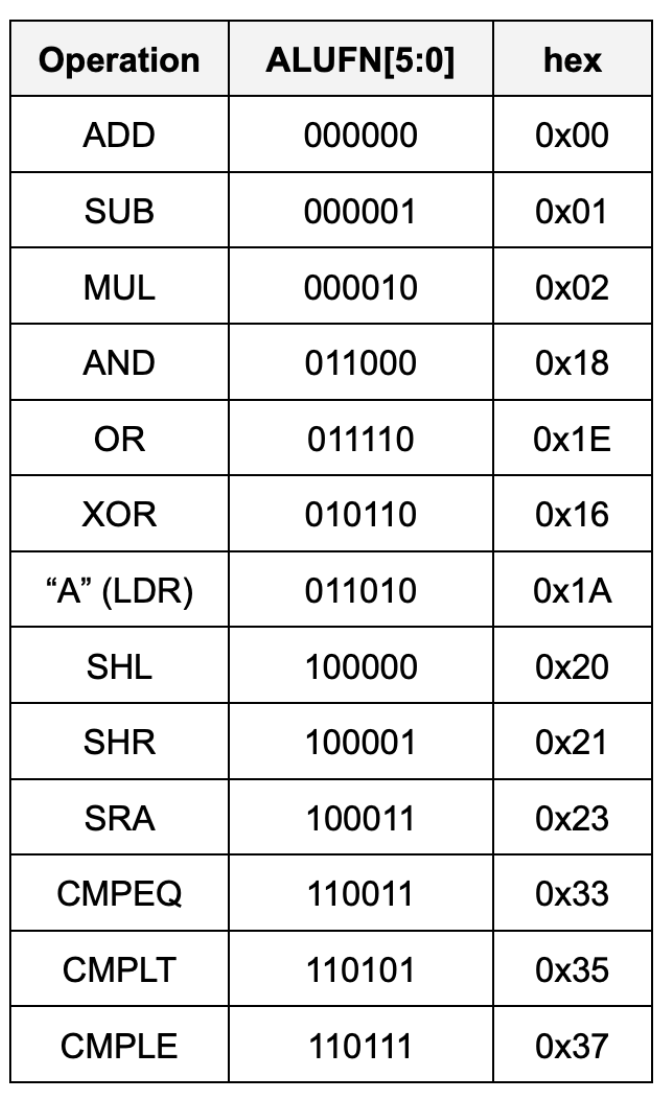 Operation ALUFN[5:0] hex
ADD 000000 0x00
SUB 000001 0x01
MUL 000010 0x02
AND 011000 0x18
OR 011110 0x1E
XOR 010110 0x16
“A” (LDR) 011010 0x1A
SHL 100000 0x20
SHR 100001 0x21
SRA 100011 0x23
CMPEQ 110011 0x33
CMPLT 110101 0x35
CMPLE 110111 0x37